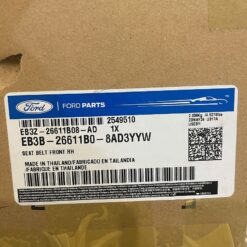 Ford
FORD PARTS
2549510
EB3Z-26611B08-AD 1X
EB3B-26611B0-8AD3YYW
SEAT BELT FRONT RH
MADE IN THAILAND/FABRICADO EN TAILANDIA
/FABRIQUE EN THAILANDE